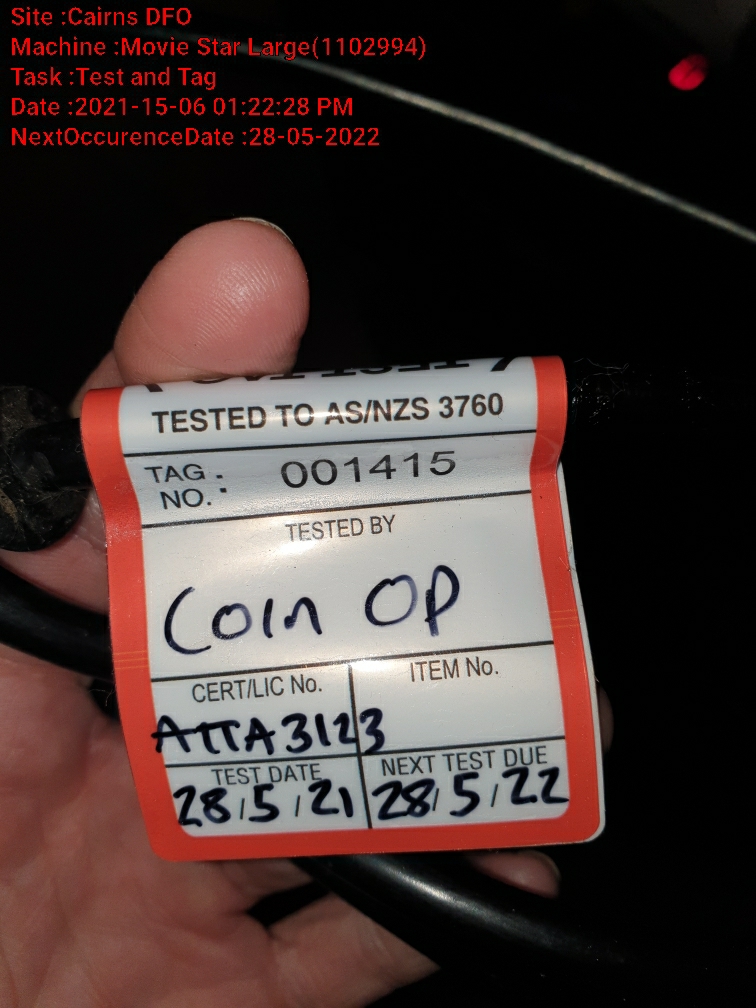 Site :Cairns DFO
Machine :Movie Star Large(1102994)
Task :Test and Tag
Date :2021-15-06 01:22:28 PM
NextOccurenceDate :28-05-2022
TESTED TO AS/NZS 3760
TAG NO. : 001415
TESTED BY
Coin OP
CERT/LIC No.
ATTA3123
ITEM No.
TEST DATE
28/5/21
NEXT TEST DUE
28/5/22